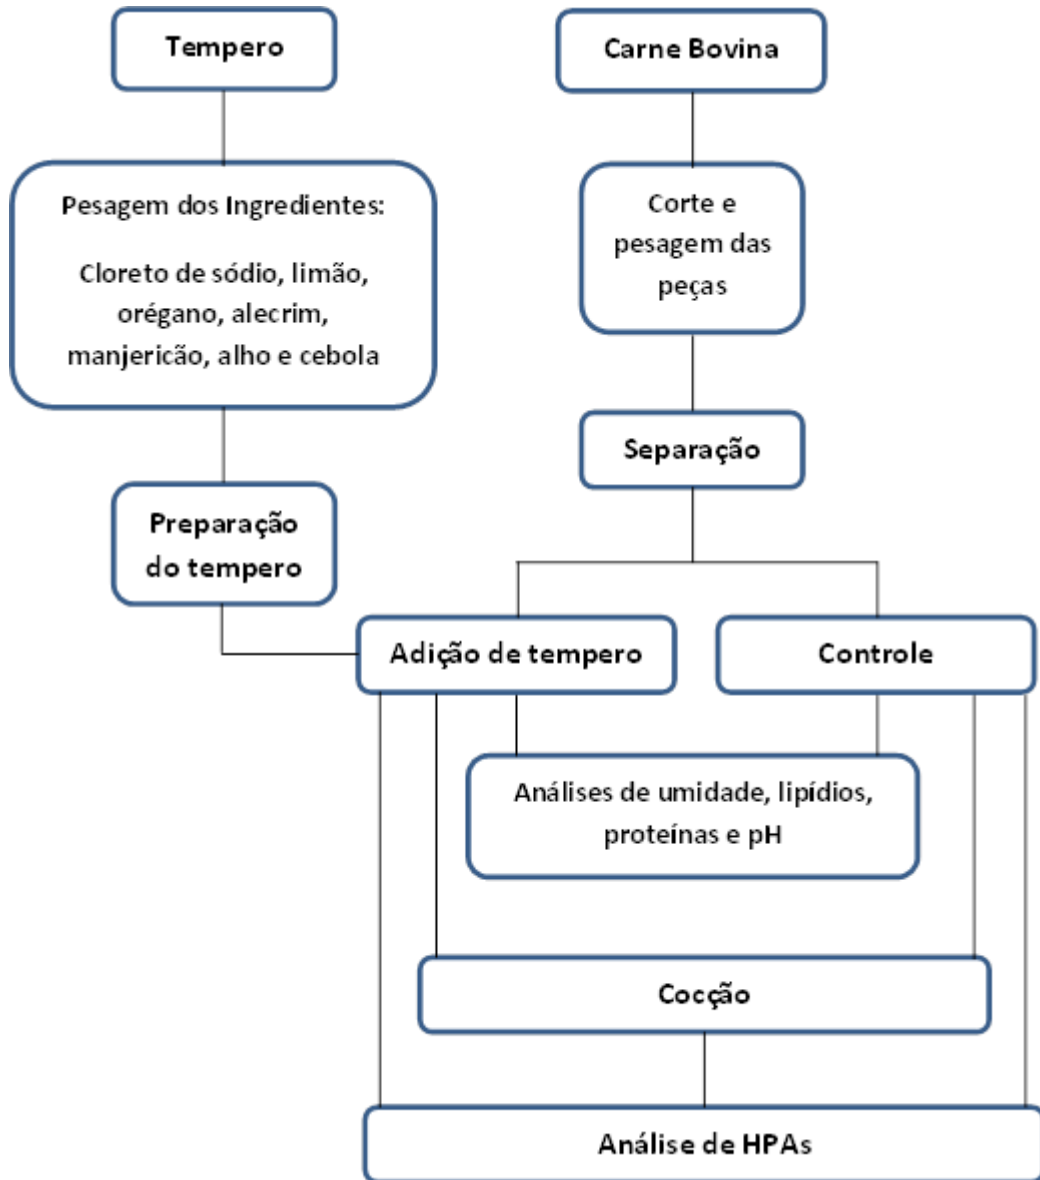 Tempero
Carne Bovina
Pesagem dos Ingredientes:
Cloreto de sódio, limão,
orégano, alecrim,
manjericão, alho e cebola
Corte e
pesagem das
peças
Separação
Preparação
do tempero
Adição de tempero
Controle
Análises de umidade, lipídios,
proteínas e pH
Cocção
Análise de HPAs